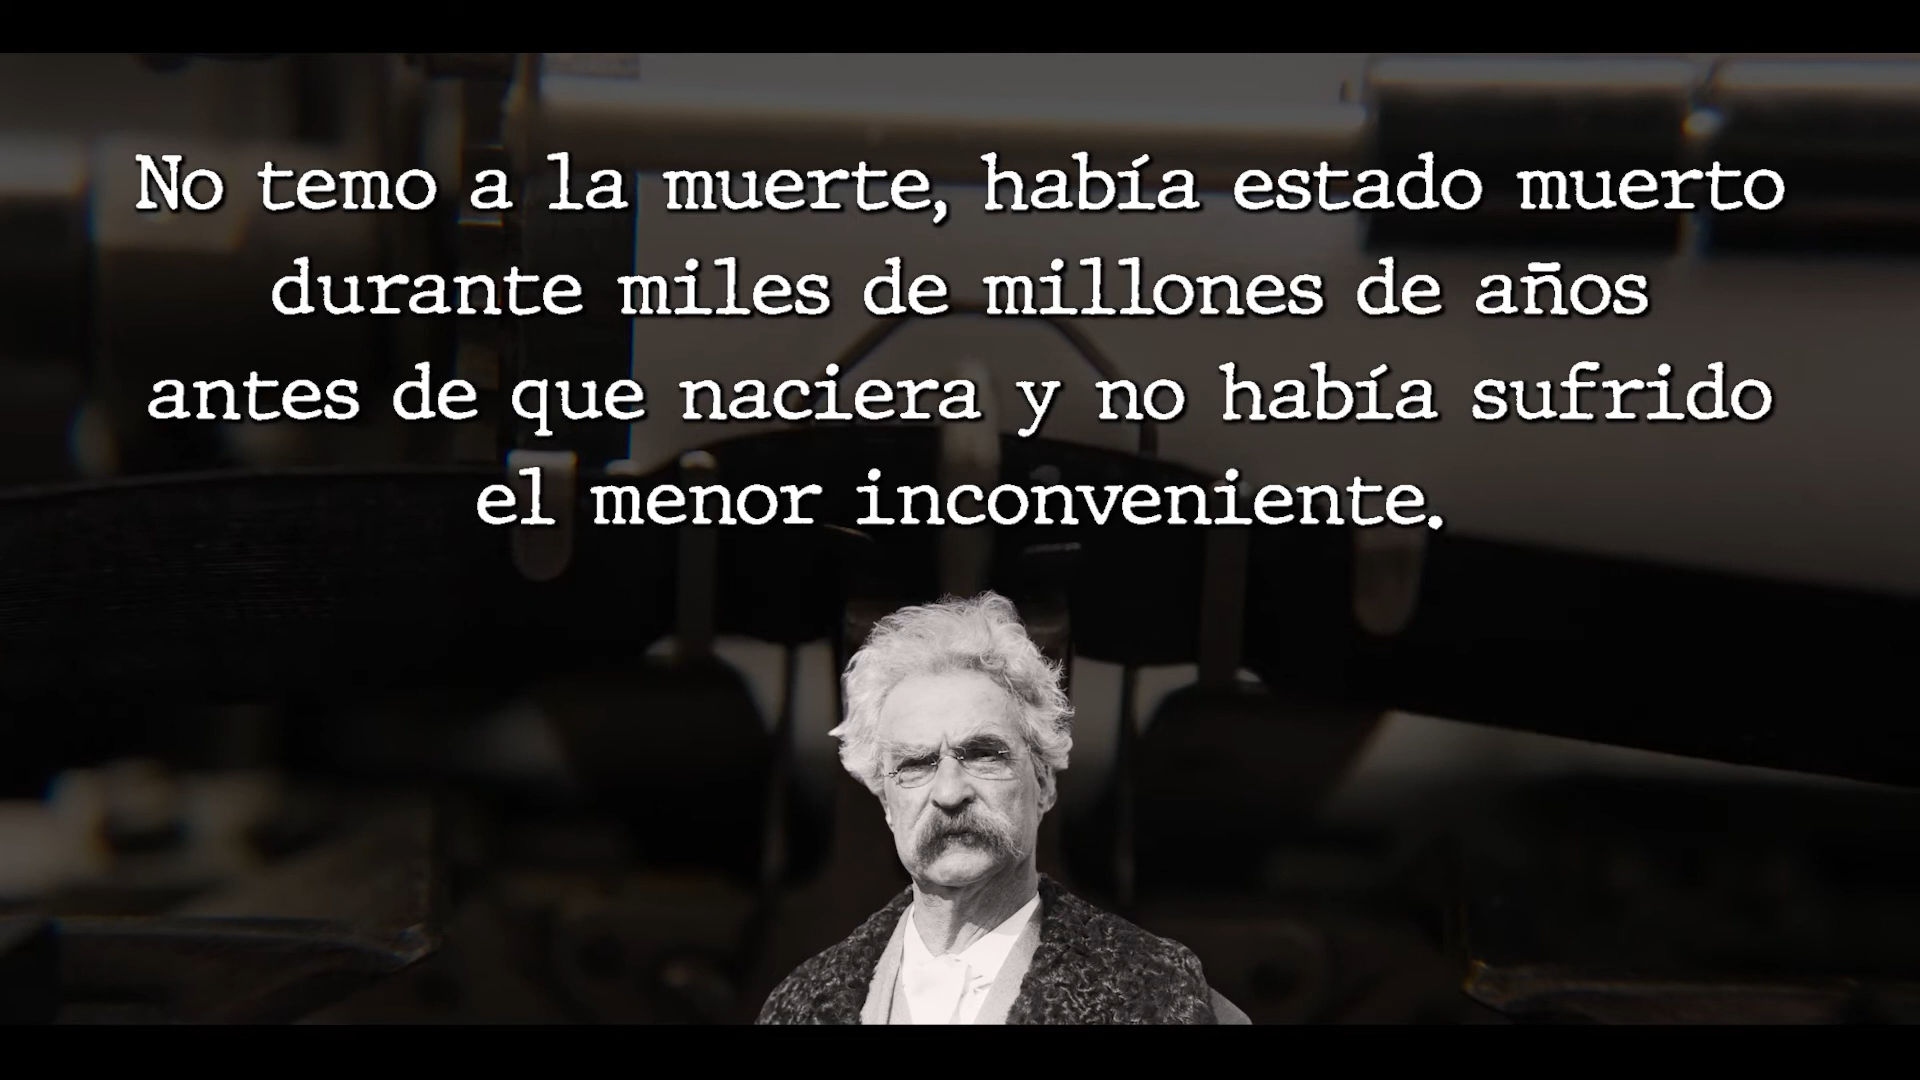 No temo a la muerte, había estado muerto
durante miles de millones de años
antes de que naciera y no había sufrido
el menor inconveniente.